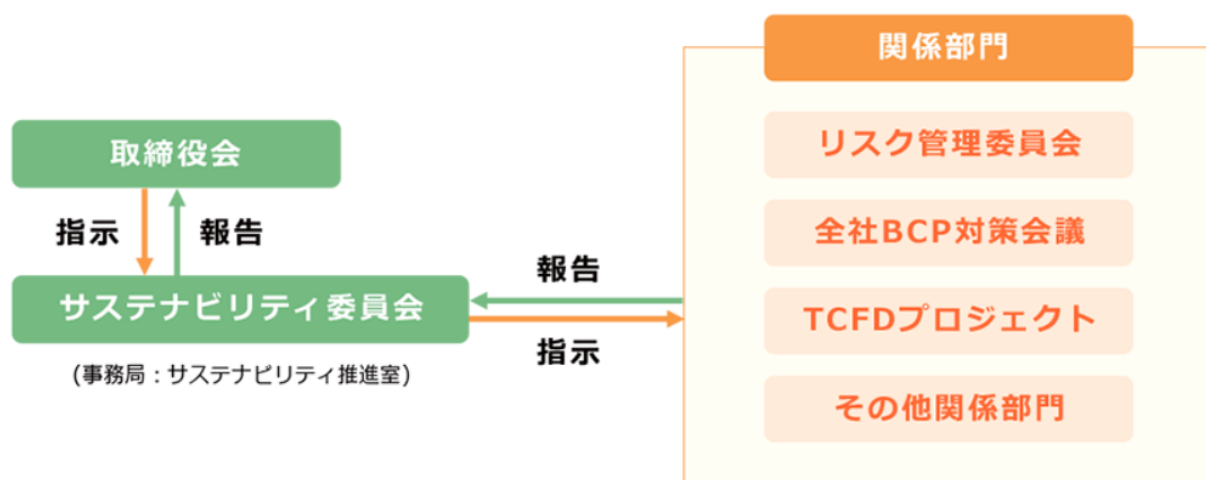 関係部門
取締役会
リスク管理委員会
指示
報告
全社BCP対策会議
サステナビリティ委員会
報告
指示
TCFDプロジェクト
(事務局：サステナビリティ推進室)
その他関係部門